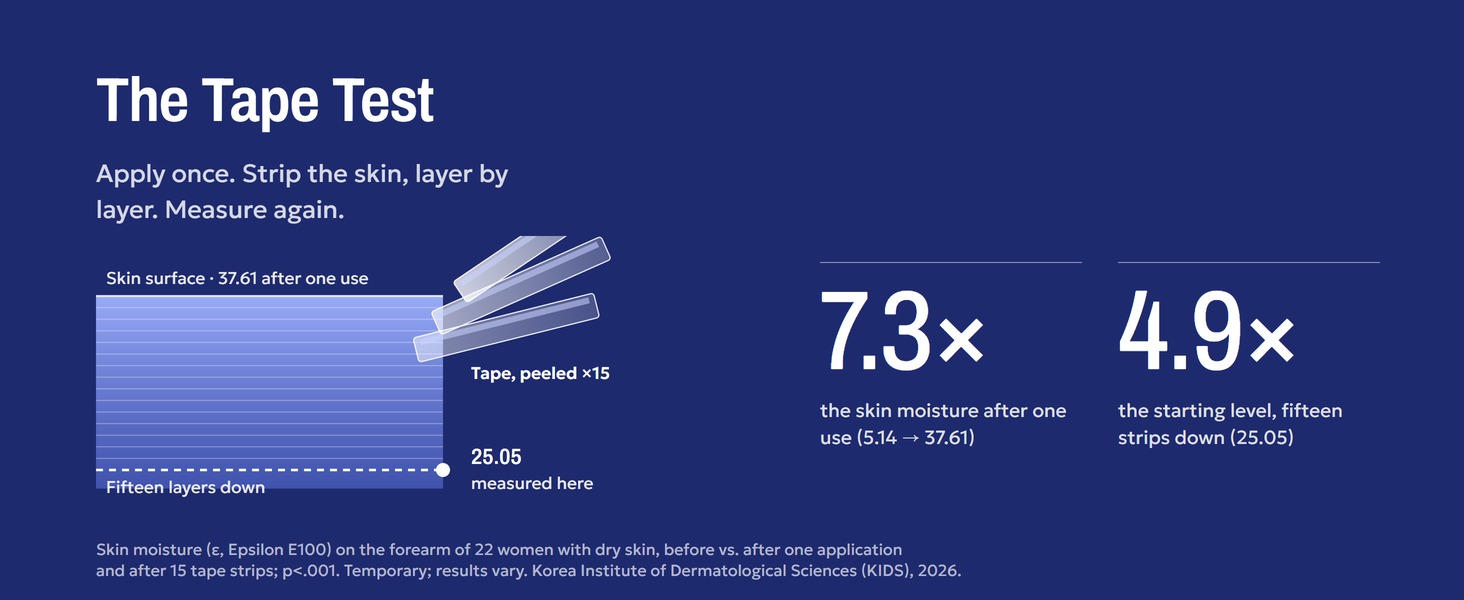 The Tape Test
Apply once. Strip the skin, layer by
layer. Measure again.
Skin surface · 37.61 after one use
Tape, peeled ×15
25.05
measured here
Fifteen layers down
7.3×
the skin moisture after one
use (5.14 → 37.61)
4.9×
the starting level, fifteen
strips down (25.05)
Skin moisture (ε, Epsilon E100) on the forearm of 22 women with dry skin, before vs. after one application
and after 15 tape strips; p<.001. Temporary; results vary. Korea Institute of Dermatological Sciences (KIDS), 2026.